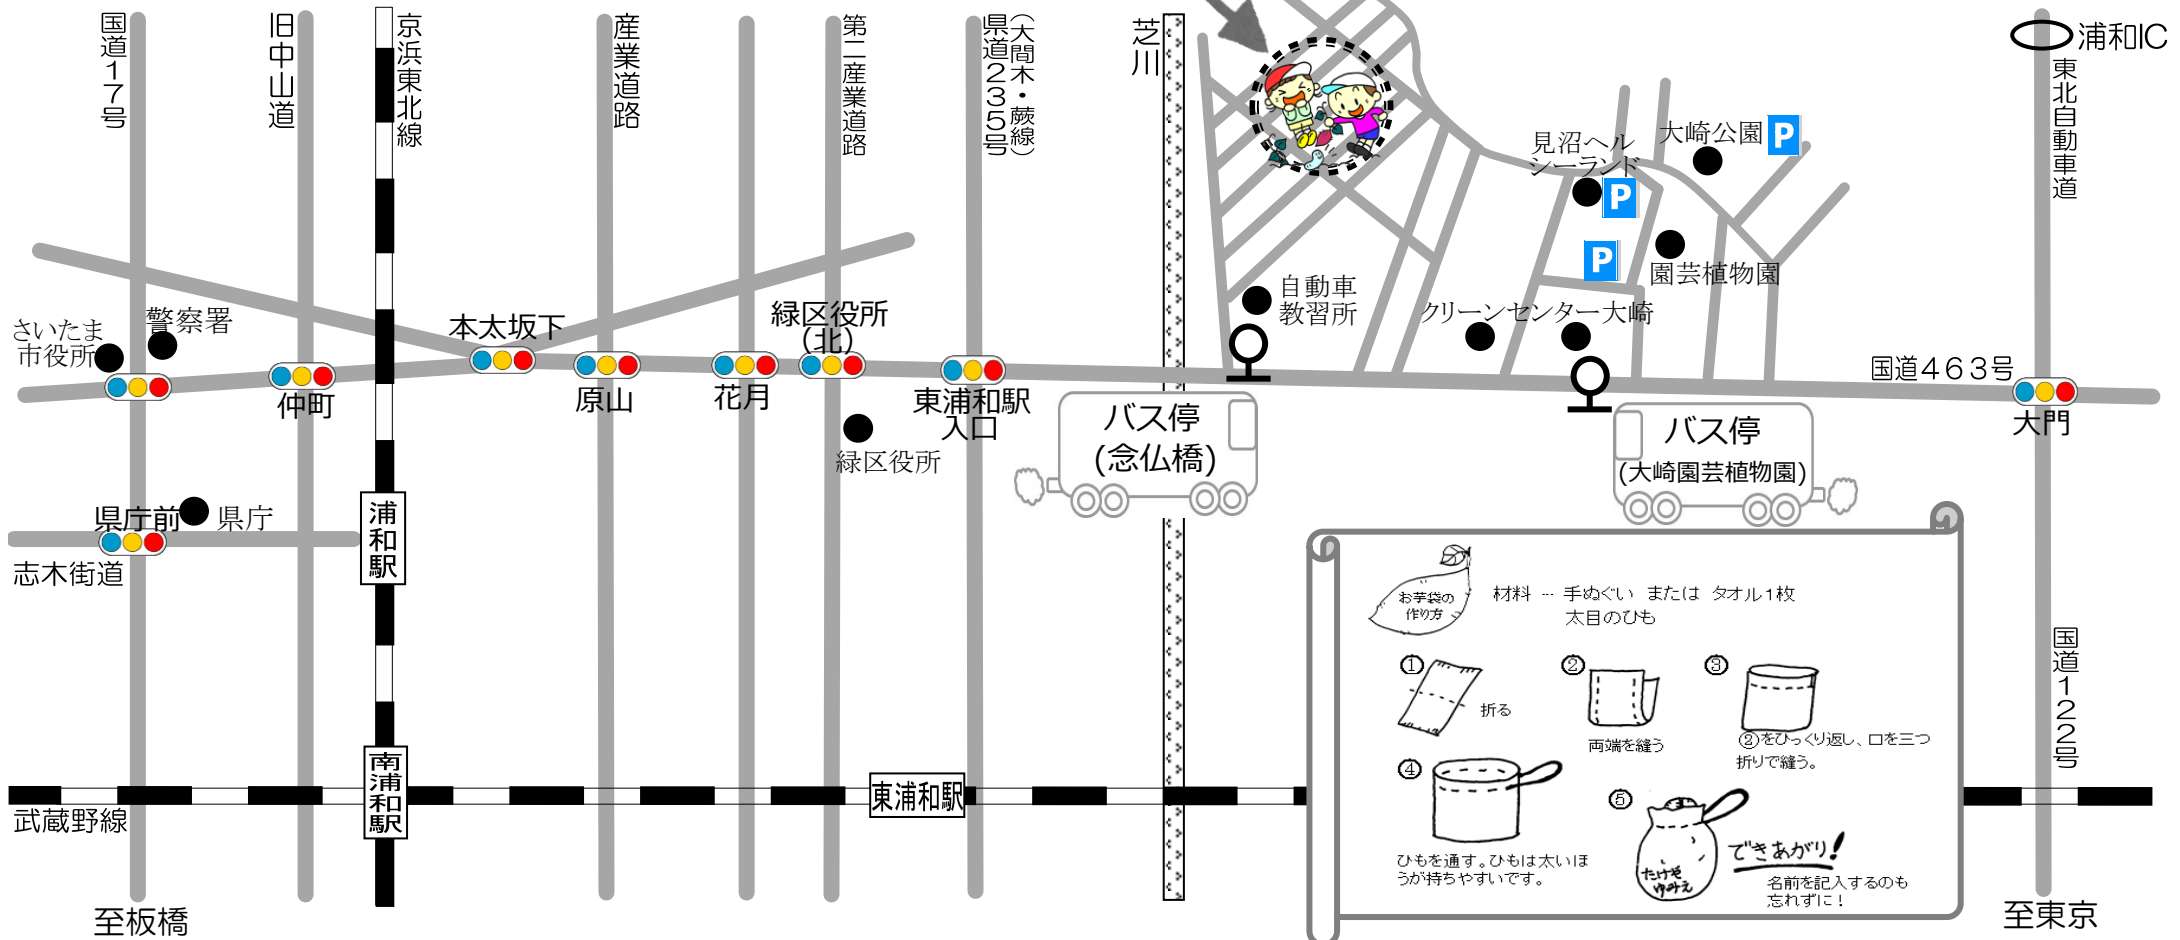 国道17号
旧中山道
京浜東北線
産業道路
第二産業道路
県道235号
(大間木・蕨線)
芝川
浦和IC
東北自動車道
見沼ヘル
シーランド
大崎公園
P
P
P
園芸植物園
自動車
教習所
クリーンセンター大崎
さいたま
市役所
警察署
本太坂下
緑区役所
(北)
仲町
原山
花月
東浦和駅
入口
国道463号
大門
緑区役所
バス停
(念仏橋)
バス停
(大崎園芸植物園)
県庁前
県庁
志木街道
浦和駅
南浦和駅
東浦和駅
武蔵野線
国道122号
至板橋
至東京
お芋袋の
作り方
材料 … 手ぬぐい または タオル1枚
太目のひも
①
折る
②
両端を縫う
③
②をひっくり返し、口を三つ
折りで縫う。
④
ひもを通す。ひもは太いほ
うが持ちやすいです。
⑤
たけぞ
ゆみえ
できあがり!
名前を記入するのも
忘れずに!